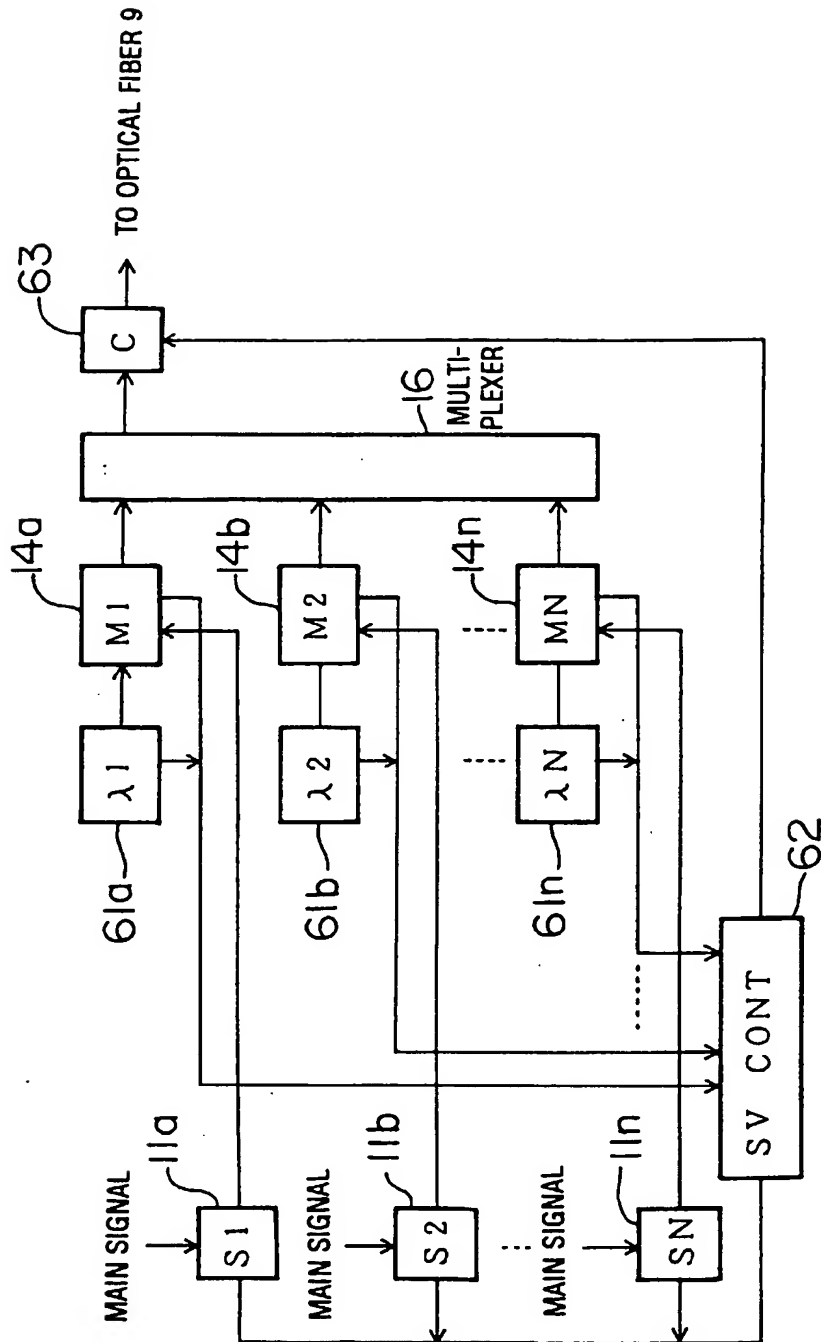 MAIN SIGNAL
11a
S1
MAIN SIGNAL
11b
S2
MAIN SIGNAL
11n
SN
61a
λ1
14a
M1
61b
λ2
14b
M2
61n
λN
14n
MN
16
MULTI-
PLEXER
63
C
TO OPTICAL FIBER 9
62
SV CONT